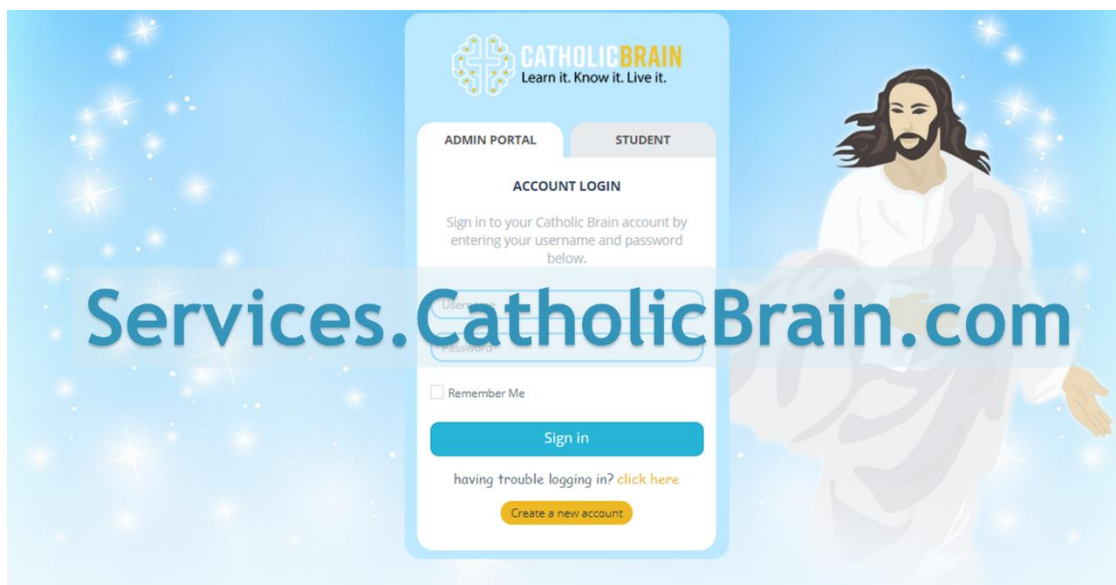 CATHOLICBRAIN
Learn it. Know it. Live it.
ADMIN PORTAL STUDENT
ACCOUNT LOGIN
Sign in to your Catholic Brain account by
entering your username and password
below.
Username
Services.CatholicBrain.com
Password
Remember Me
Sign in
having trouble logging in? click here
Create a new account